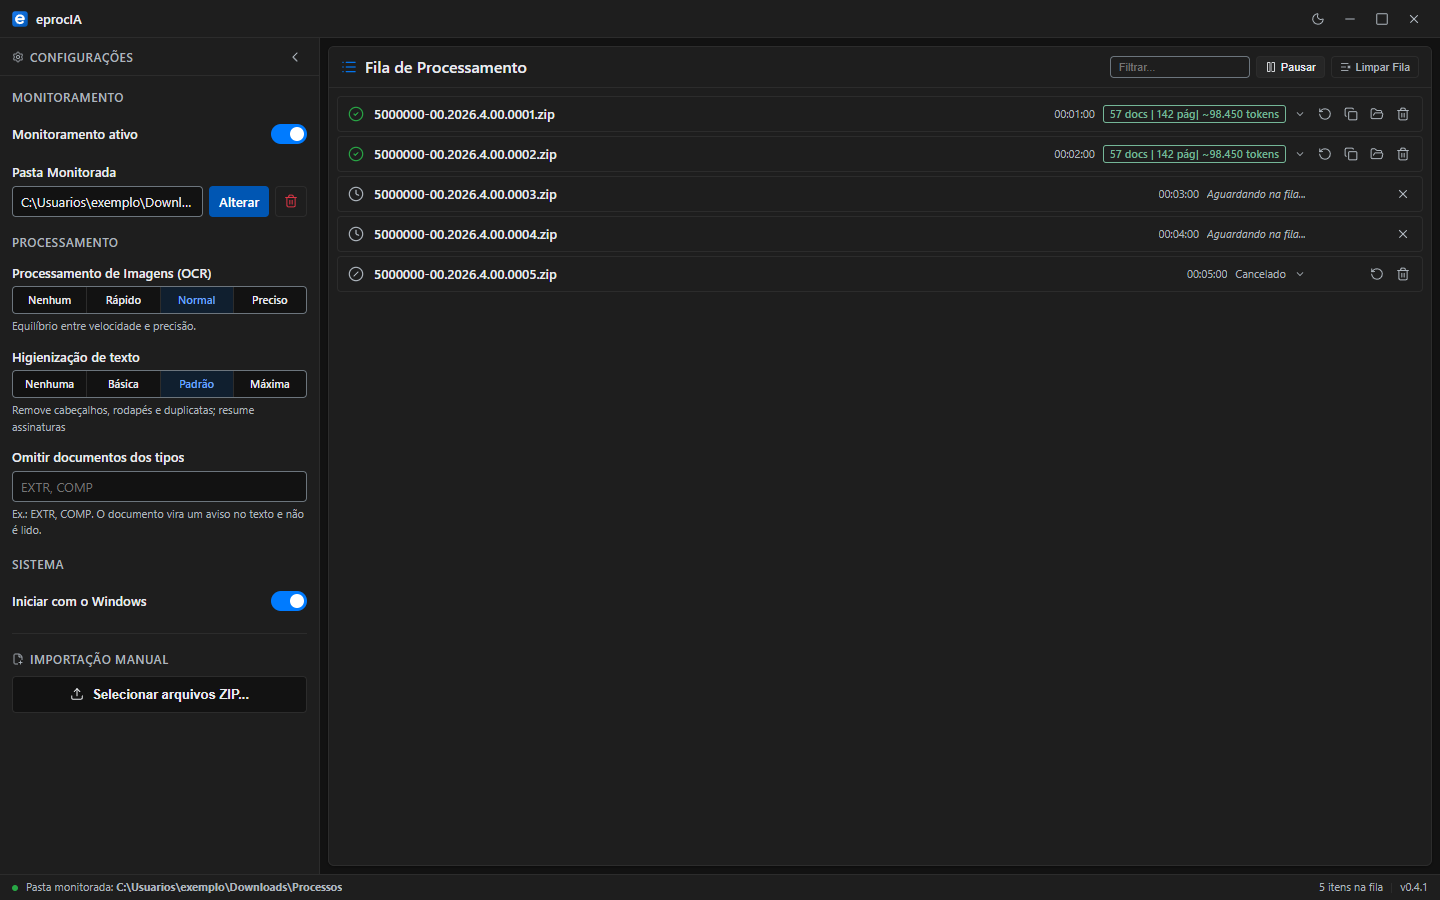 eprocIA
CONFIGURAÇÕES
MONITORAMENTO
Monitoramento ativo
Pasta Monitorada
C:\Usuarios\exemplo\Downl...
Alterar
PROCESSAMENTO
Processamento de Imagens (OCR)
Nenhum Rápido Normal Preciso
Equilíbrio entre velocidade e precisão.
Higienização de texto
Nenhuma Básica Padrão Máxima
Remove cabeçalhos, rodapés e duplicatas; resume
assinaturas
Omitir documentos dos tipos
EXTR, COMP
Ex.: EXTR, COMP. O documento vira um aviso no texto e não
é lido.
SISTEMA
Iniciar com o Windows
IMPORTAÇÃO MANUAL
Selecionar arquivos ZIP...
Fila de Processamento
Filtrar...
Pausar
Limpar Fila
5000000-00.2026.4.00.0001.zip 00:01:00 57 docs | 142 pág| ~98.450 tokens
5000000-00.2026.4.00.0002.zip 00:02:00 57 docs | 142 pág| ~98.450 tokens
5000000-00.2026.4.00.0003.zip 00:03:00 Aguardando na fila...
5000000-00.2026.4.00.0004.zip 00:04:00 Aguardando na fila...
5000000-00.2026.4.00.0005.zip 00:05:00 Cancelado
Pasta monitorada: C:\Usuarios\exemplo\Downloads\Processos
5 itens na fila
v0.4.1